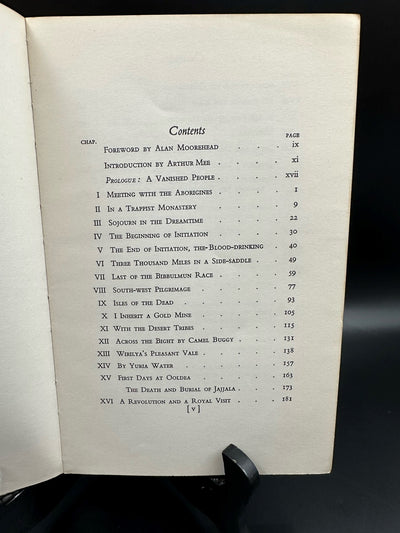 Contents
CHAP. PAGE
Foreword by Alan Moorehead . . . ix
Introduction by Arthur Mee . . . . xi
Prologue: A Vanished People . . . . xvii
I Meeting with the Aborigines . . . . 1
II In a Trappist Monastery . . . . 9
III Sojourn in the Dreamtime . . . . 22
IV The Beginning of Initiation . . . . 30
V The End of Initiation, the Blood-drinking . 40
VI Three Thousand Miles in a Side-saddle . . 49
VII Last of the Bibbulmun Race . . . . 59
VIII South-west Pilgrimage . . . . 77
IX Isles of the Dead . . . . . 93
X I Inherit a Gold Mine . . . . 105
XI With the Desert Tribes . . . . 115
XII Across the Bight by Camel Buggy . . . 131
XIII Wirilya's Pleasant Vale . . . . 138
XIV By Yuria Water . . . . . 157
XV First Days at Ooldea . . . . . 163
The Death and Burial of Jajjala . . . 173
XVI A Revolution and a Royal Visit . . . 181
[v]